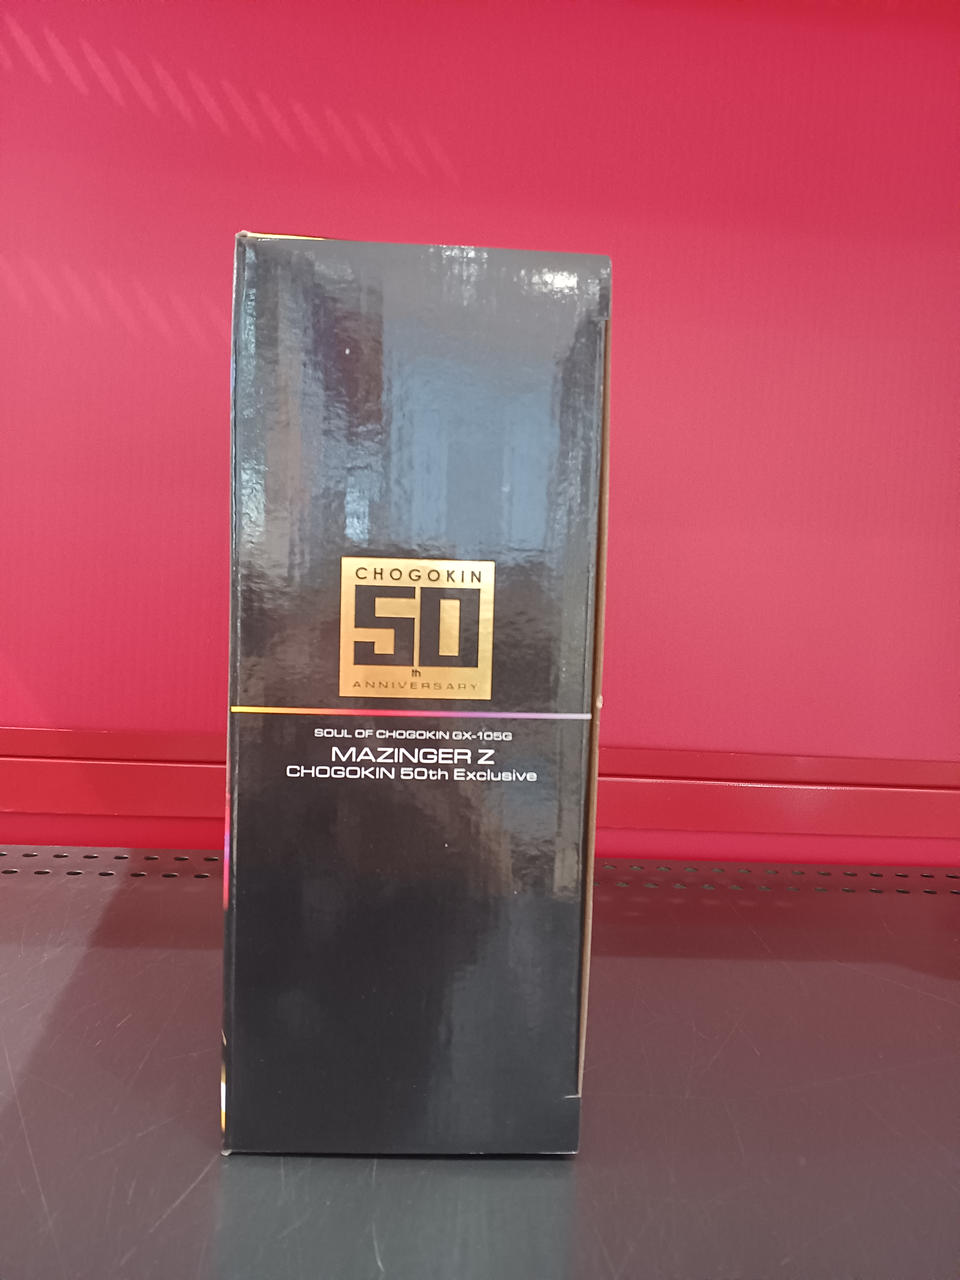 CHOGOKIN
50
th
ANNIVERSARY
SOUL OF CHOGOKIN GX-105G
MAZINGER Z
CHOGOKIN 50th Exclusive